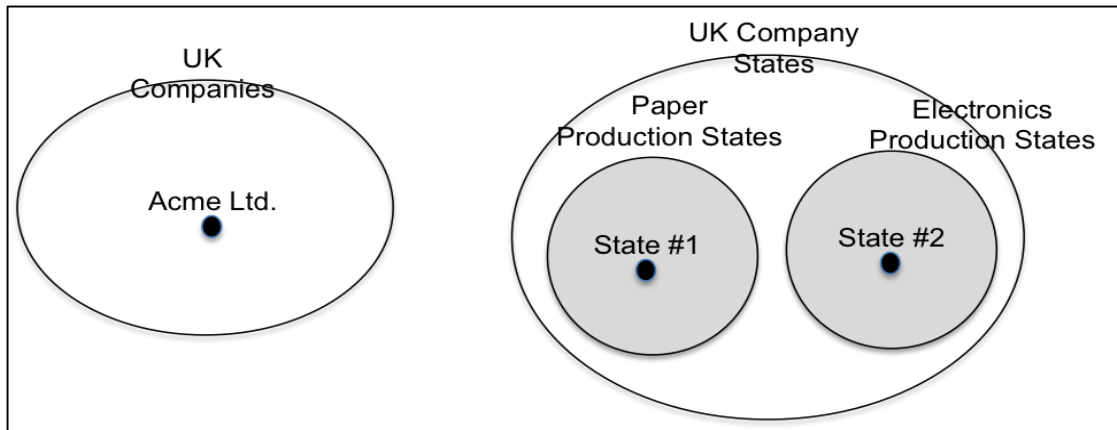 UK
Companies
Acme Ltd.
UK Company
States
Paper
Production States
Electronics
Production States
State #1
State #2